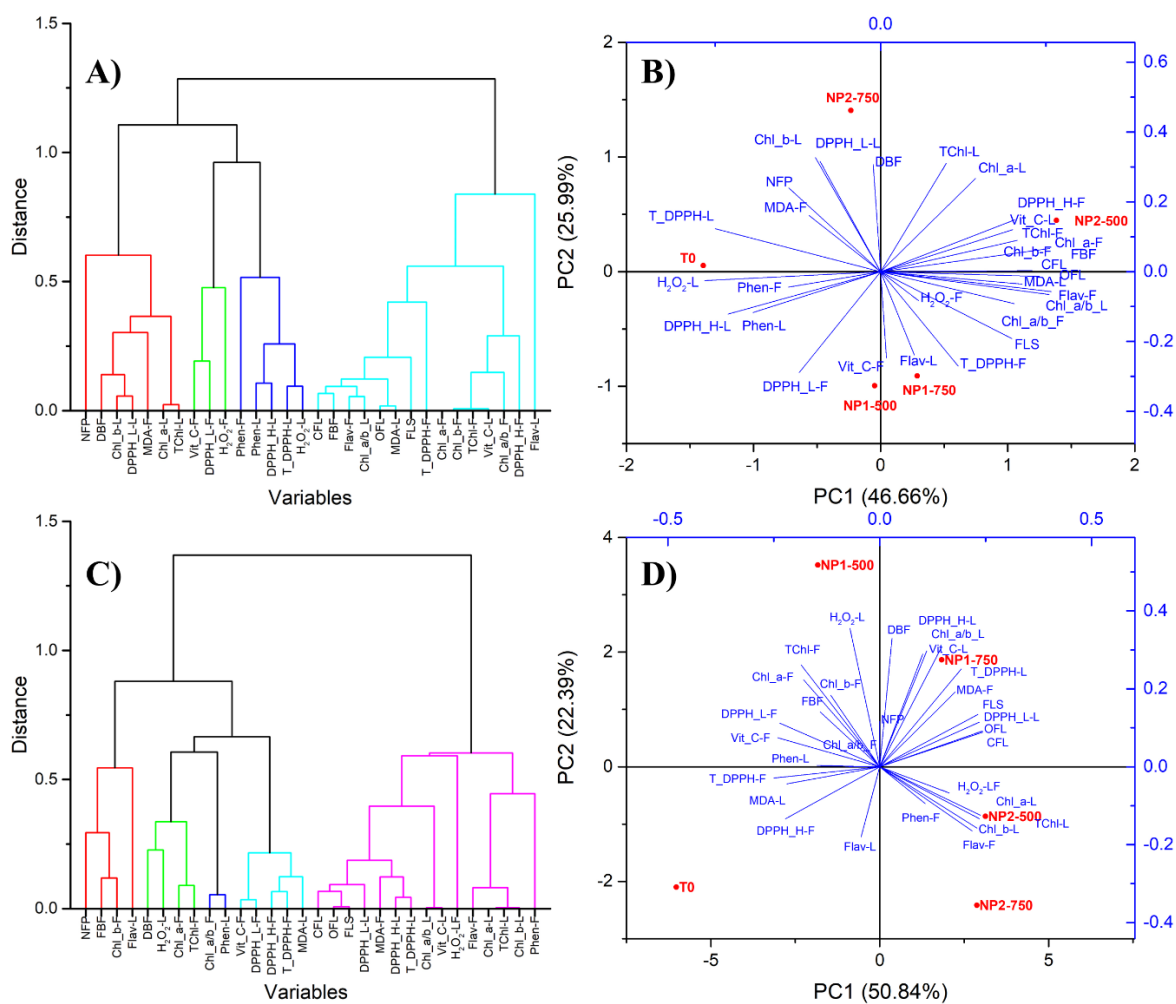 A)
1.5
1.0
0.5
0.0
Distance
NFP
DBF
Chl_b-L
DPPH_L-L
MDA-F
Chl_a-L
TChl-L
Vit_C-F
DPPH_L-F
H₂O₂-F
Phen-F
Phen-L
DPPH_H-L
T_DPPH-L
H₂O₂-L
CFL
FBF
Flav-F
Chl_a/b_L
OFL
MDA-L
FLS
T_DPPH-F
Chl_a-F
Chl_b-F
TChl-F
Vit_C-L
Chl_a/b_F
DPPH_H-F
Flav-L
Variables
B)
0.0
2
1
0
-1
PC2 (25.99%)
0.6
0.4
0.2
0.0
-0.2
-0.4
NP2-750
Chl_b-L
DPPH_L-L
DBF
TChl-L
Chl_a-L
NFP
MDA-F
DPPH_H-F
Vit_C-L
NP2-500
T_DPPH-L
TChl-F
Chl_a-F
Chl_b-F
FBF
T0
CFL
OFL
H₂O₂-L
Phen-F
MDA-L
H₂O₂-F
Flav-F
Chl_a/b_L
DPPH_H-L
Phen-L
Chl_a/b_F
FLS
Vit_C-F
Flav-L
T_DPPH-F
DPPH_L-F
NP1-750
NP1-500
-2
-1
0
1
2
PC1 (46.66%)
C)
1.5
1.0
0.5
0.0
Distance
NFP
FBF
Chl_b-F
Flav-L
DBF
H₂O₂-L
Chl_a-F
TChl-F
Chl_a/b_F
Phen-L
Vit_C-F
DPPH_L-F
DPPH_H-F
T_DPPH-F
MDA-L
CFL
OFL
FLS
DPPH_L-L
MDA-F
DPPH_H-L
T_DPPH-L
Chl_a/b_L
Vit_C-L
H₂O₂-LF
Flav-F
Chl_a-L
TChl-L
Chl_b-L
Phen-F
Variables
D)
-0.5
0.0
0.5
4
2
0
-2
PC2 (22.39%)
0.4
0.2
0.0
-0.2
-0.4
NP1-500
H₂O₂-L
DBF
DPPH_H-L
Chl_a/b_L
TChl-F
Vit_C-L
NP1-750
Chl_a-F
Chl_b-F
T_DPPH-L
MDA-F
FBF
NFP
FLS
DPPH_L-F
DPPH_L-L
Vit_C-F
Chl_a/b_F
OFL
CFL
Phen-L
T_DPPH-F
MDA-L
H₂O₂-LF
Chl_a-L
Phen-F
NP2-500
TChl-L
DPPH_H-F
Chl_b-L
Flav-L
Flav-F
T0
NP2-750
-5
0
5
PC1 (50.84%)